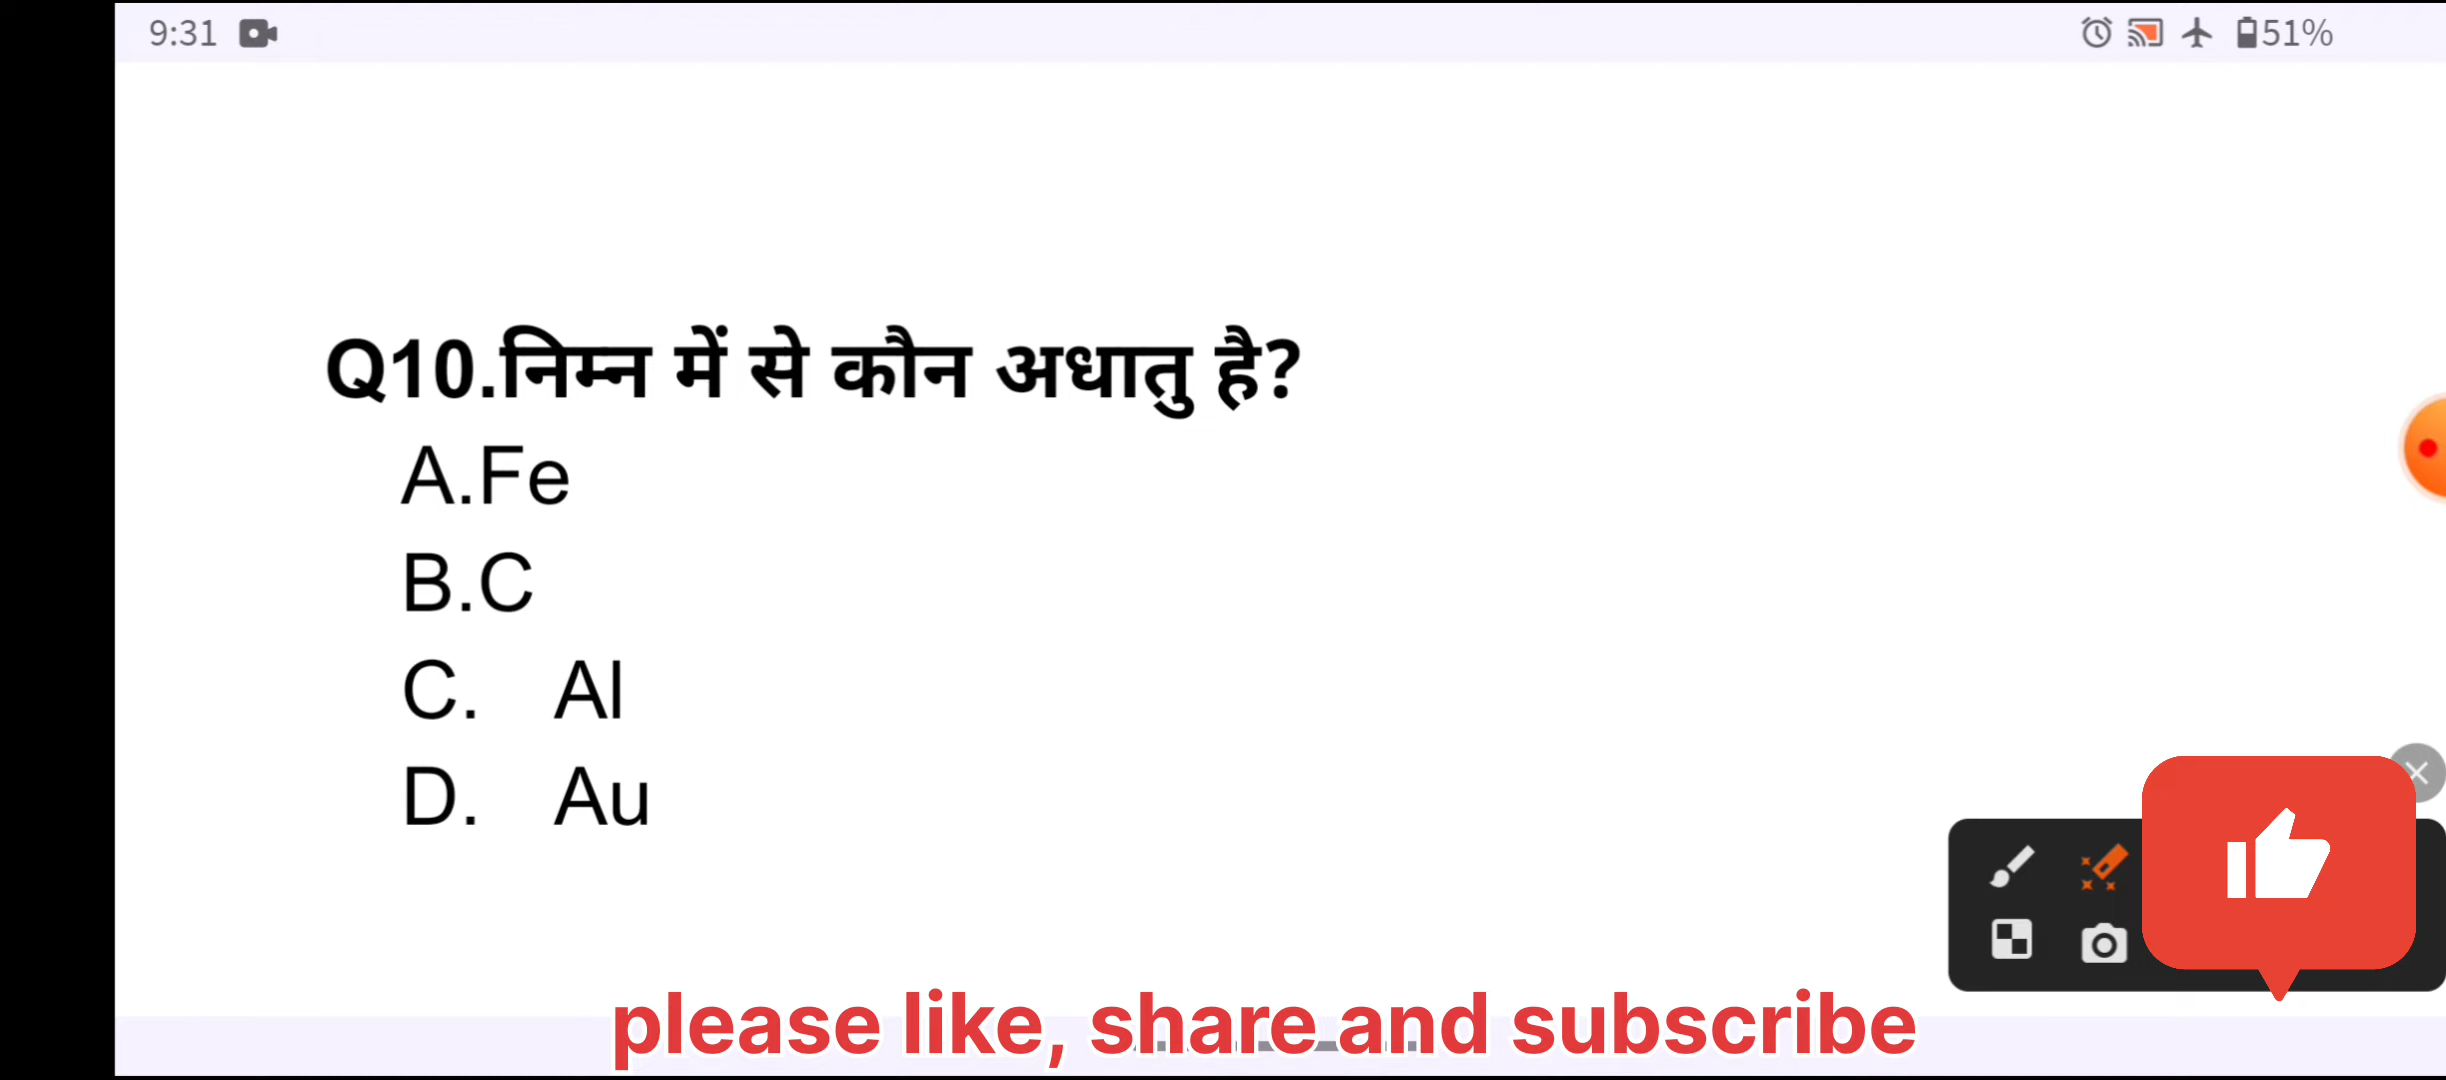 9:31
51%
Q10.निम्न में से कौन अधातु है?
A.Fe
B.C
C. Al
D. Au
please like, share and subscribe